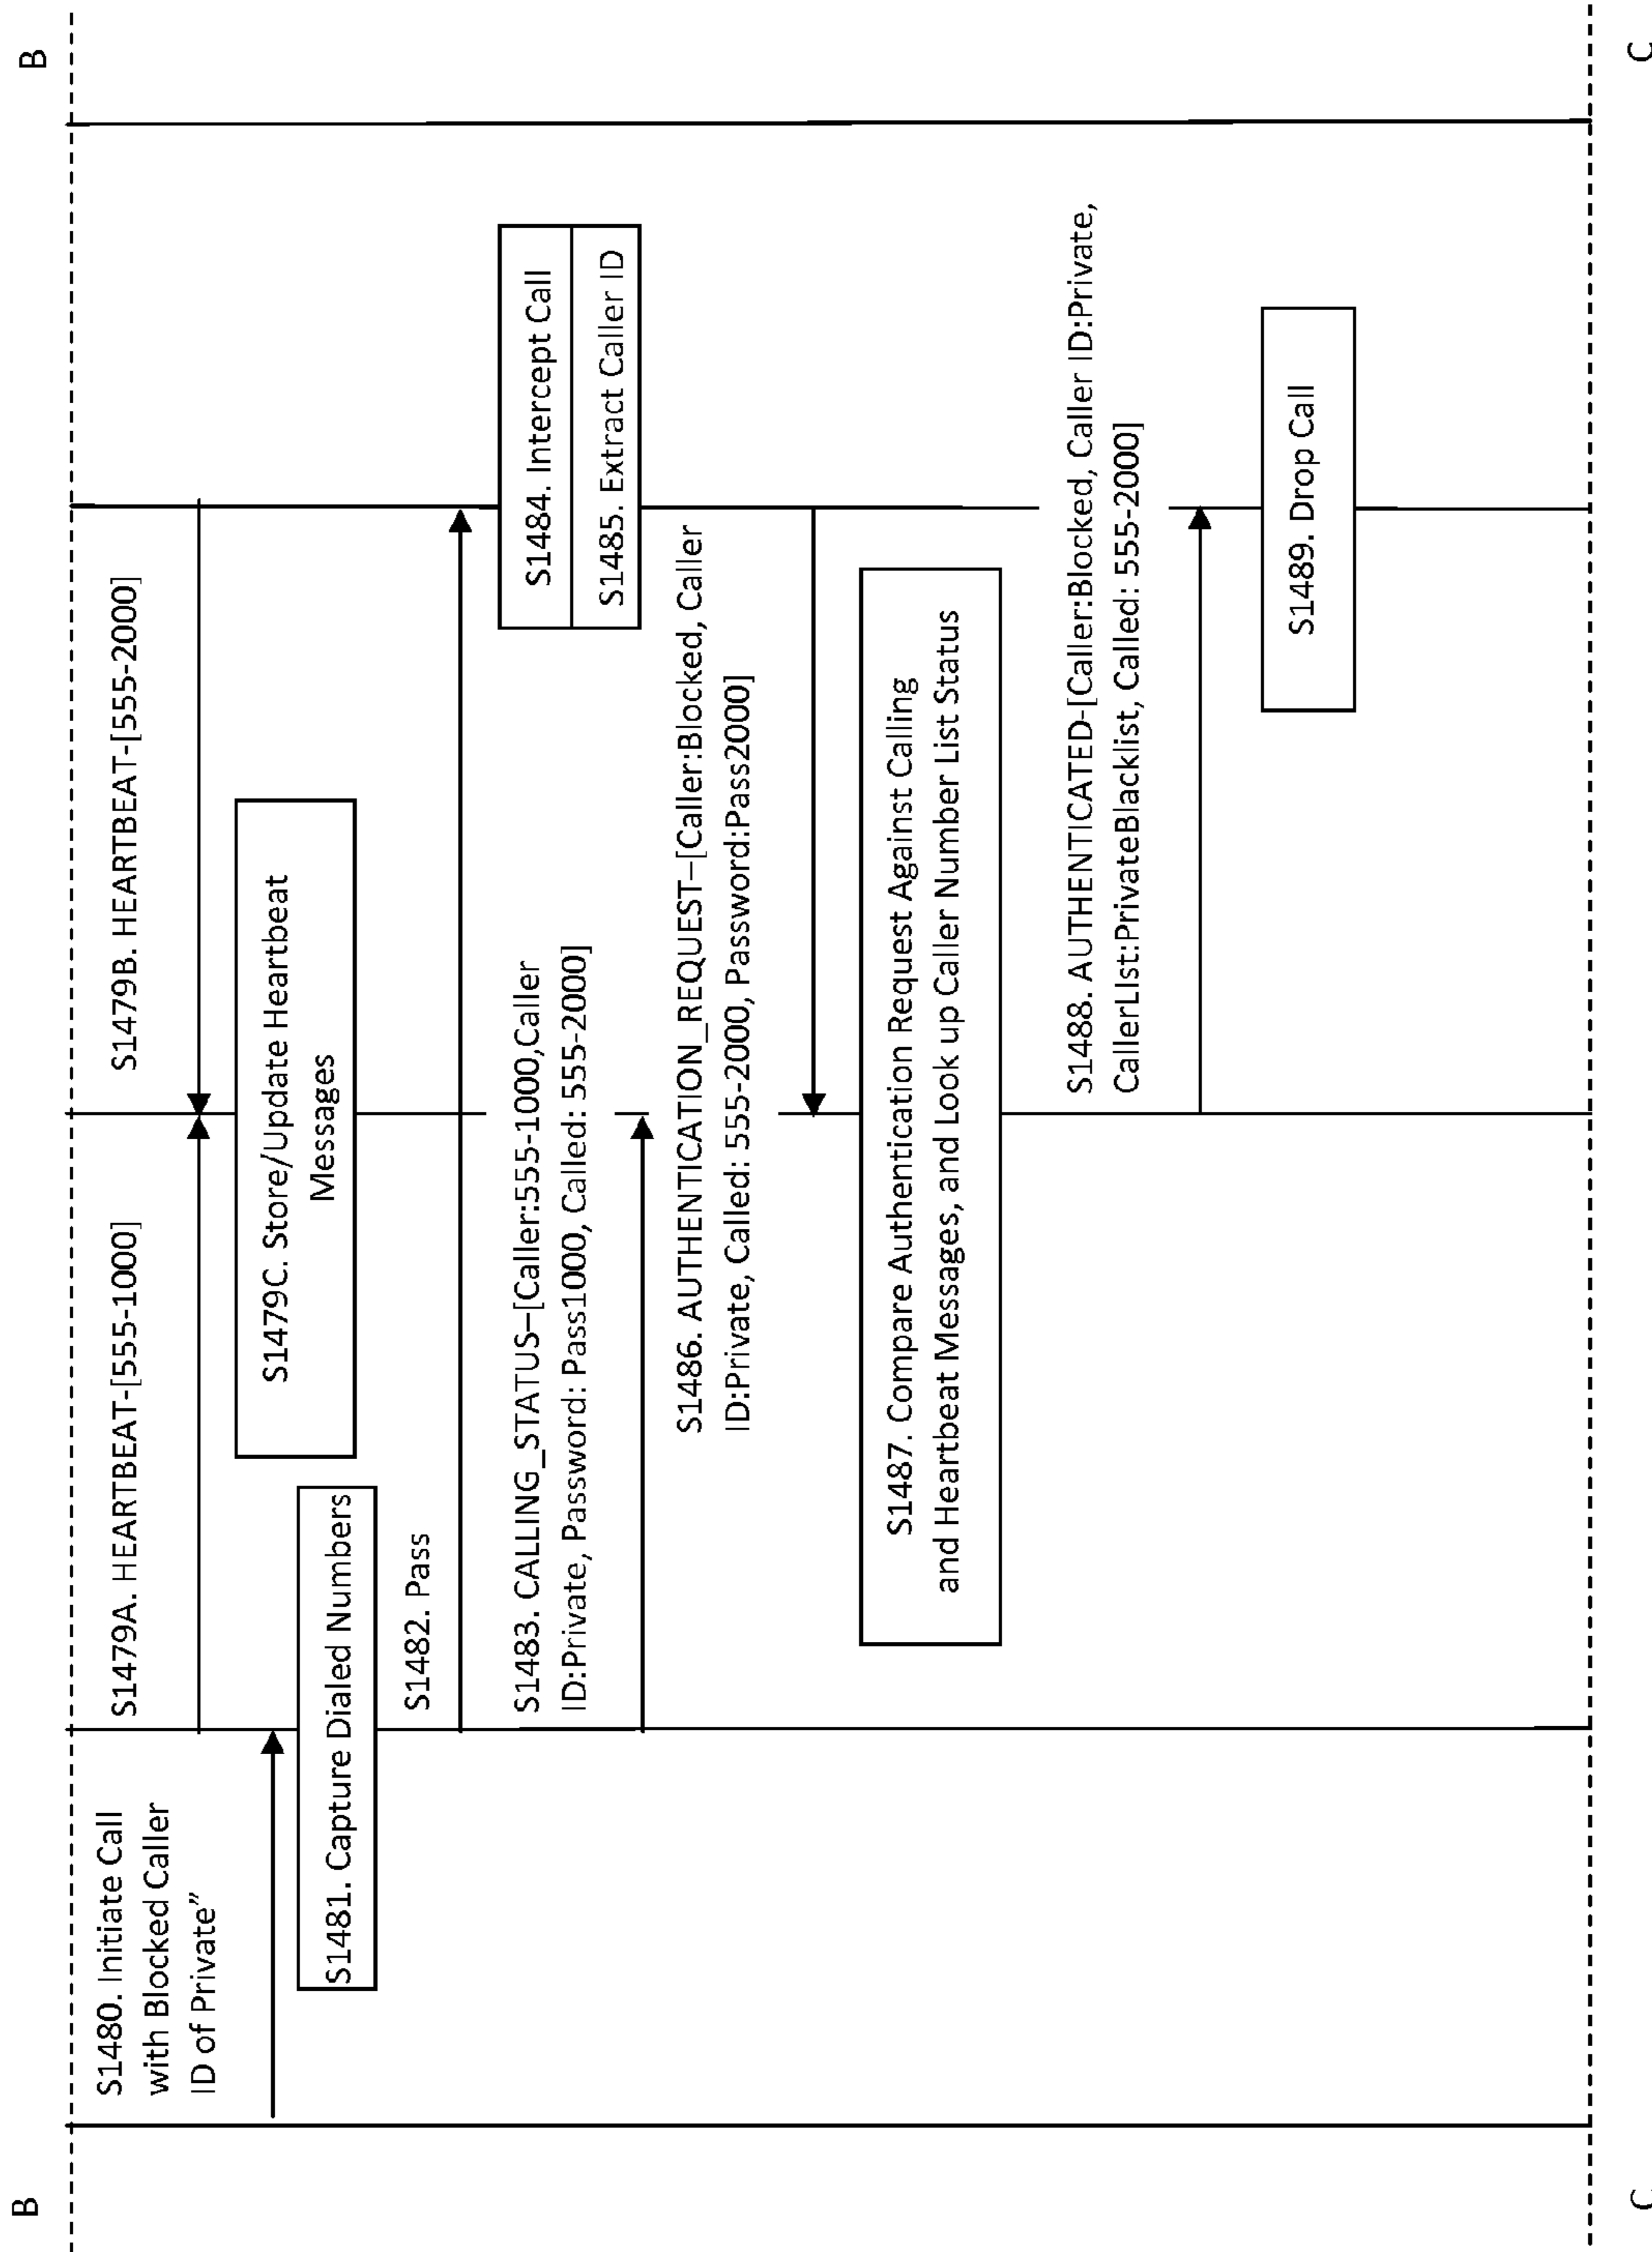 B
B
S1479A. HEARTBEAT-[555-1000]
S1479B. HEARTBEAT-[555-2000]
S1480. Initiate Call
with Blocked Caller
ID of Private”
S1479C. Store/Update Heartbeat
Messages
S1481. Capture Dialed Numbers
S1482. Pass
S1483. CALLING_STATUS–[Caller:555-1000,Caller
ID:Private, Password: Pass1000, Called: 555-2000]
S1484. Intercept Call
S1485. Extract Caller ID
S1486. AUTHENTICATION_REQUEST–[Caller:Blocked, Caller
ID:Private, Called: 555-2000, Password:Pass2000]
S1487. Compare Authentication Request Against Calling
and Heartbeat Messages, and Look up Caller Number List Status
S1488. AUTHENTICATED-[Caller:Blocked, Caller ID:Private,
CallerList:PrivateBlacklist, Called: 555-2000]
S1489. Drop Call
C
C